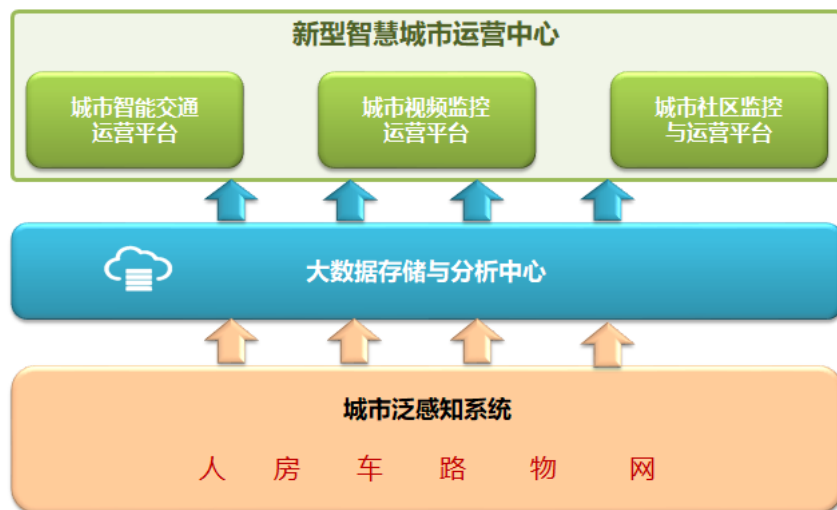 新型智慧城市运营中心
城市智能交通
运营平台
城市视频监控
运营平台
城市社区监控
与运营平台
大数据存储与分析中心
城市泛感知系统
人 房 车 路 物 网